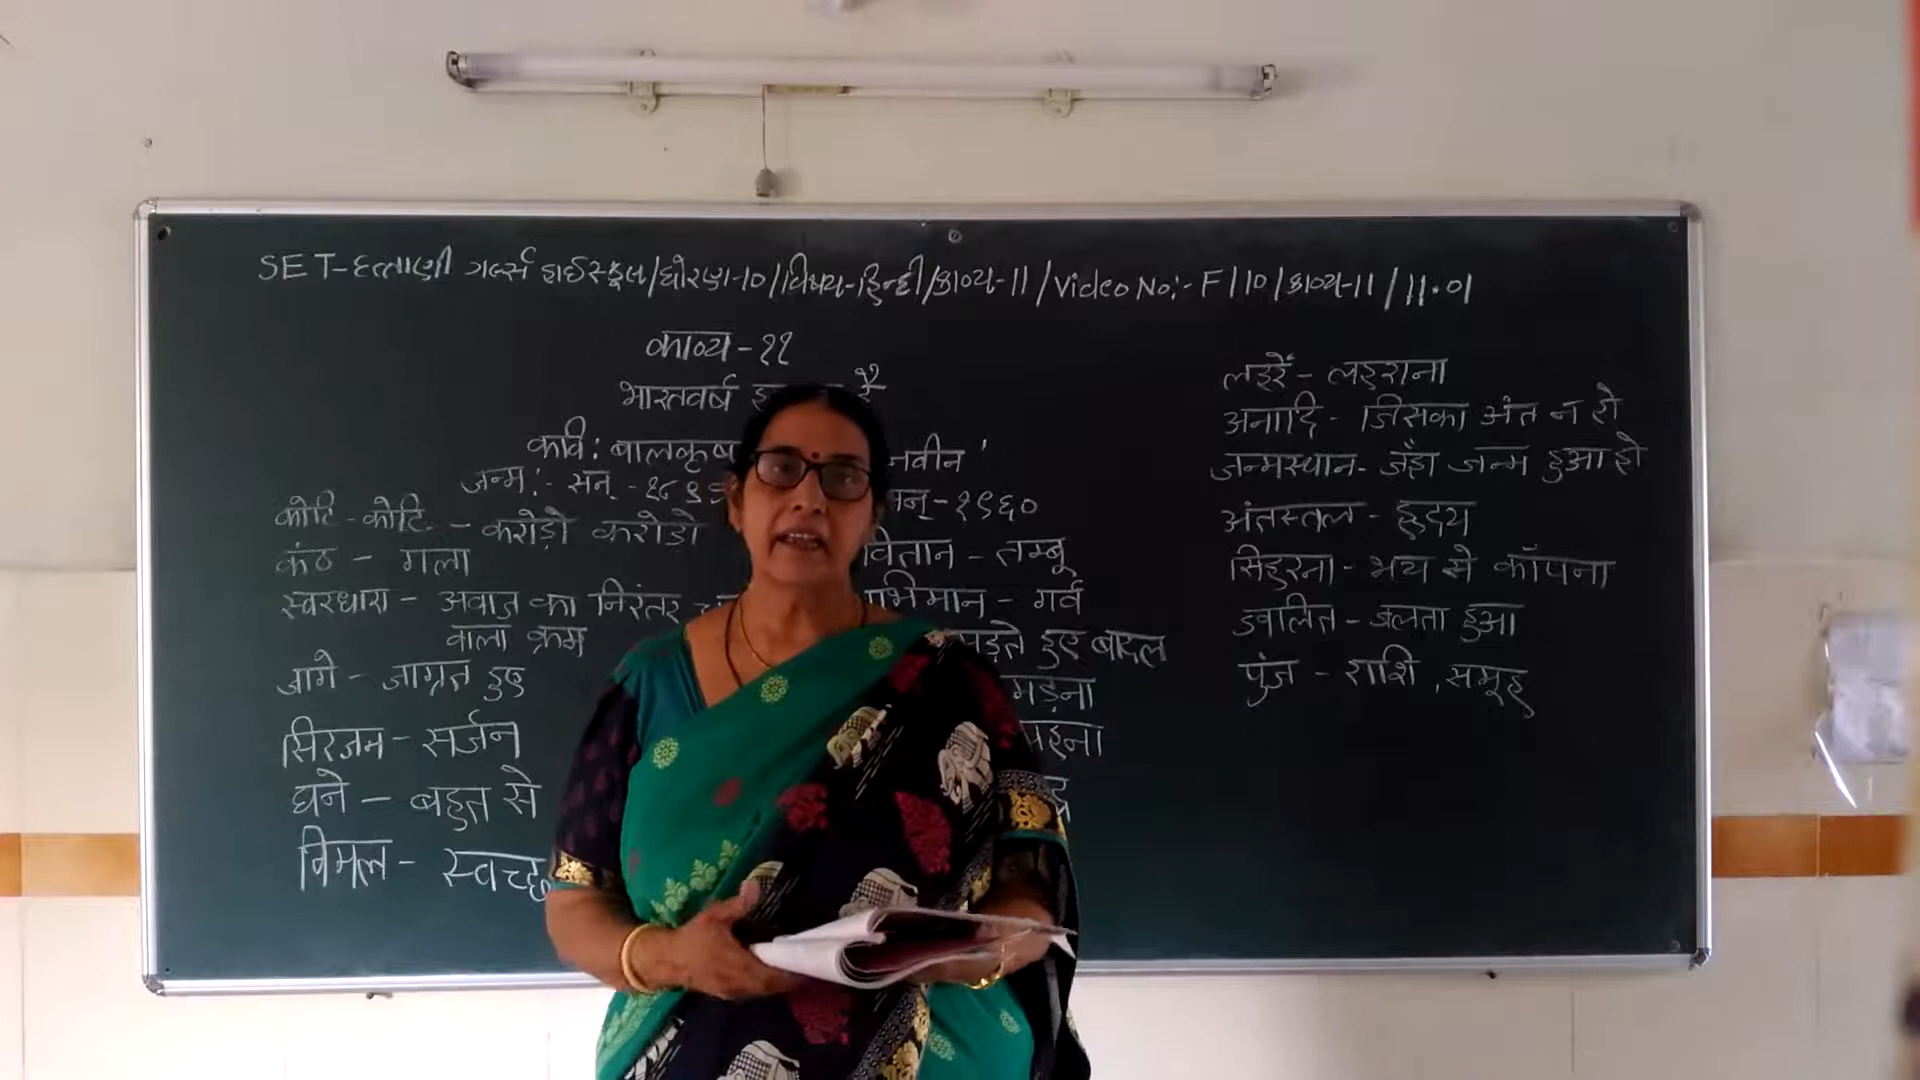 SET-દત્તાણી ગર્લ્સ હાઈસ્કૂલ/ધોરણ-10/વિષય-હિન્દી/કાવ્ય-11/Video No:- F/10/કાવ્ય-11/11.01
काव्य-११
भारतवर्ष है
कवि: बालकृष्ण नवीन'
जन्म:- सन् - १९६०
कोटि-कोटि - करोड़ो करोडो
कंठ - गला
स्वरधारा - अवाज का निरंतर
वाला क्रम
जागे - जाग्रत हुए
सिरजन - सर्जन
घने - बहुत से
विमल - स्वच्छ
वितान - तम्बू
अभिमान - गर्व
हुए बादल
लहरें - लहराना
अनादि - जिसका अंत न हो
जन्मस्थान- जँहा जन्म हुआ हो
अंतस्तल - हृदय
सिहरना - भय से काँपना
ज्वलित - जलता हुआ
पुंज - राशि, समूह